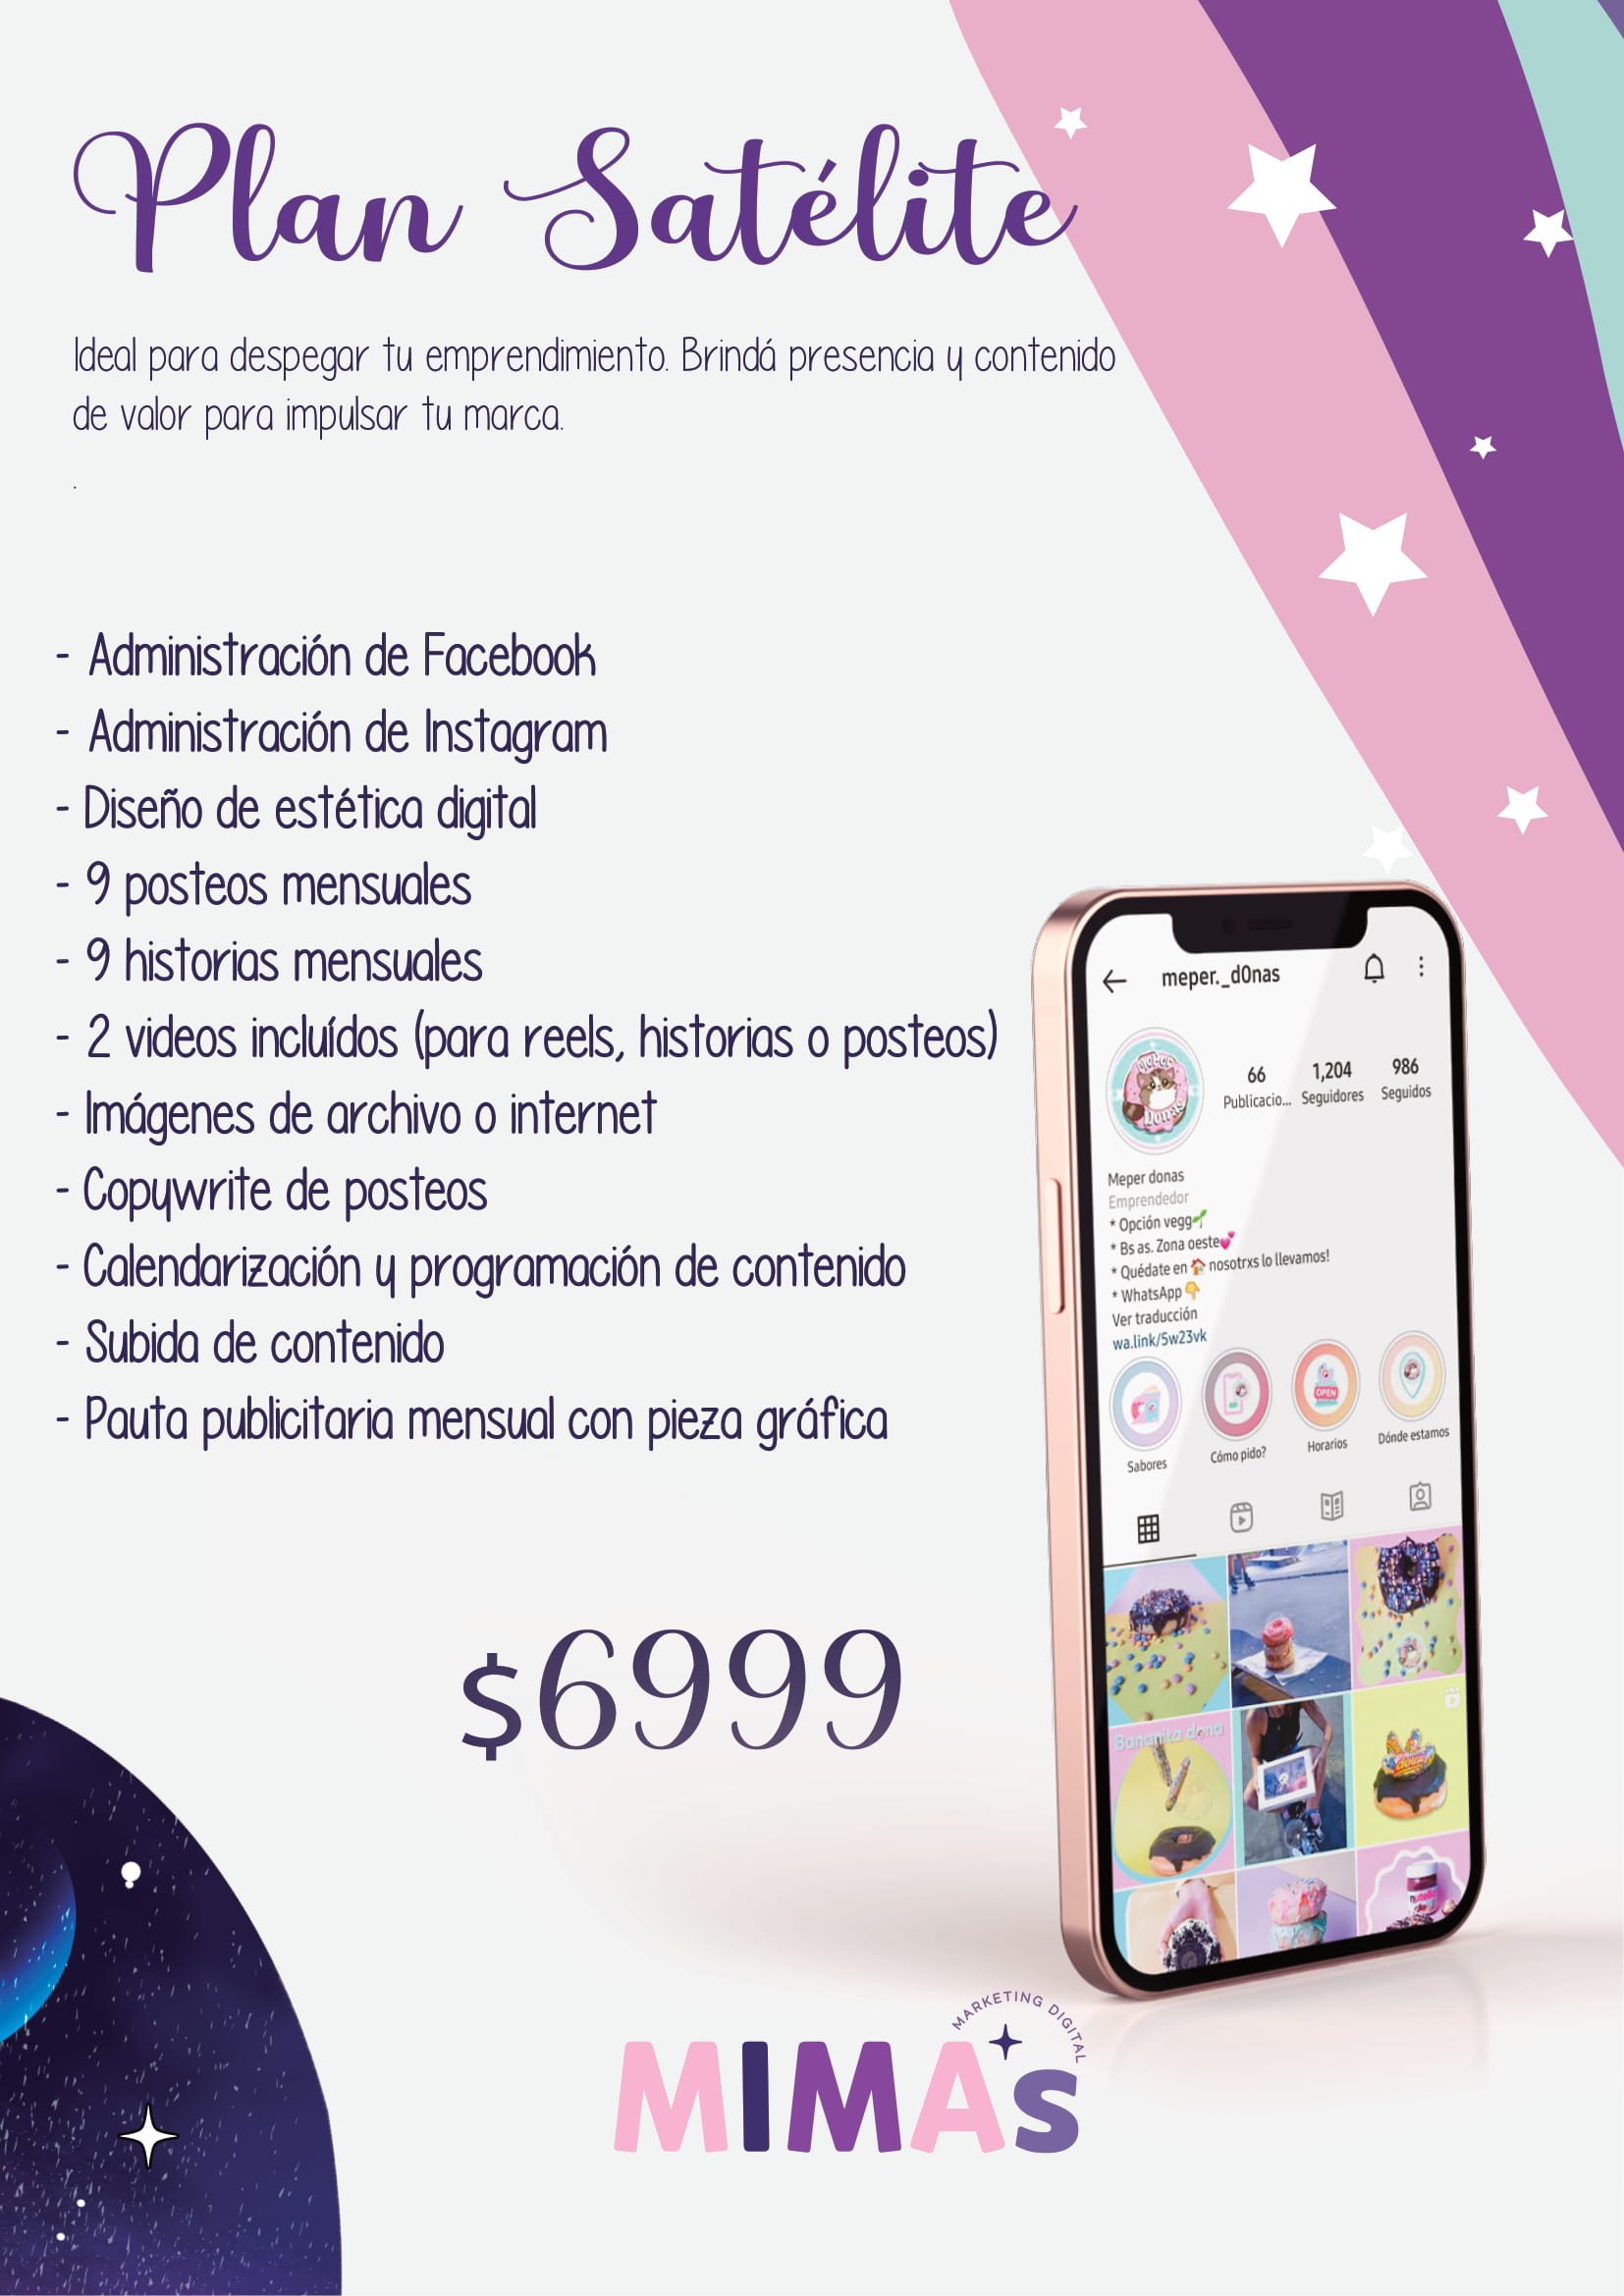 Plan Satélite
Ideal para despegar tu emprendimiento. Brindá presencia y contenido
de valor para impulsar tu marca.
.
- Administración de Facebook
- Administración de Instagram
- Diseño de estética digital
- 9 posteos mensuales
- 9 historias mensuales
- 2 videos incluídos (para reels, historias o posteos)
- Imágenes de archivo o internet
- Copywrite de posteos
- Calendarización y programación de contenido
- Subida de contenido
- Pauta publicitaria mensual con pieza gráfica
$6999
meper._d0nas
66 1,204 986
Publicacio... Seguidores Seguidos
Meper donas
Emprendedor
* Opción vegg🌱
* Bs as. Zona oeste💕
* Quédate en 🏠 nosotrxs lo llevamos!
* WhatsApp 👇
Ver traducción
wa.link/5w23vk
OPEN
Sabores Cómo pido? Horarios Dónde estamos
Bananita dona
nutella
MARKETING DIGITAL
MIMAs